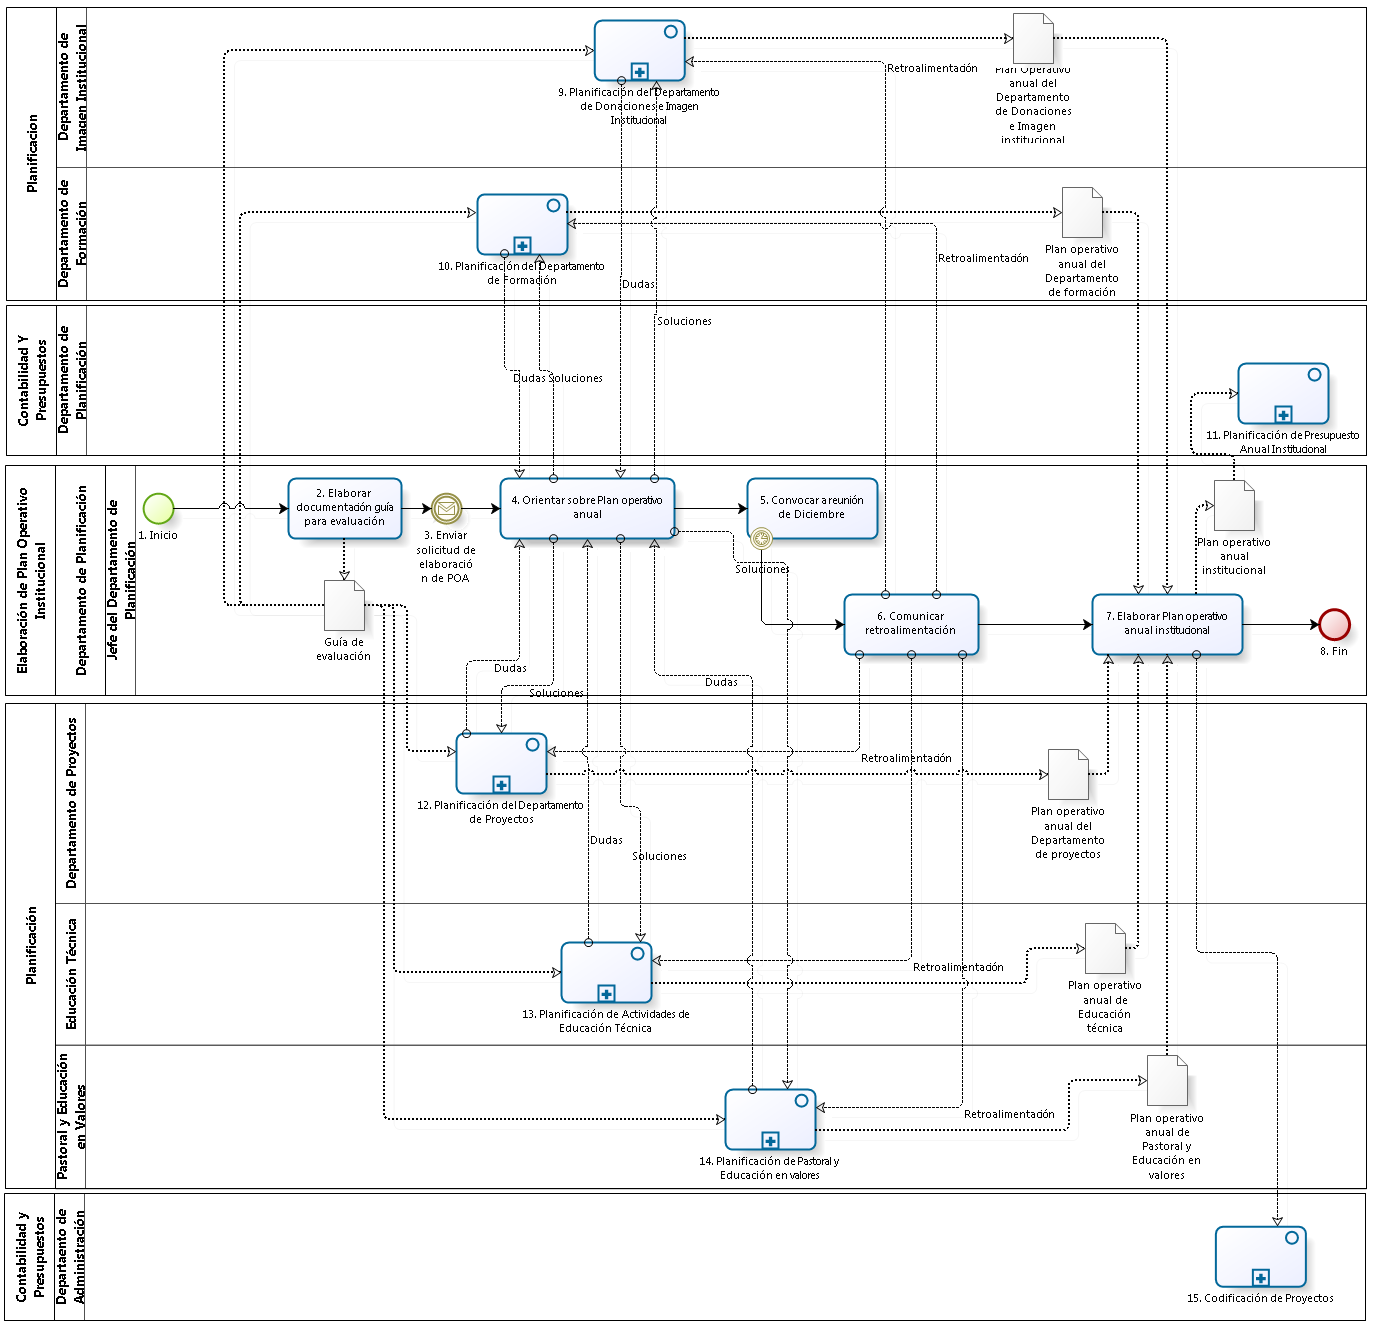 Planificacion
Departamento de
Imagen Institucional
9. Planificación del Departamento
de Donaciones e Imagen
Institucional
Retroalimentación
Plan Operativo
anual del
Departamento
de Donaciones
e Imagen
institucional
Departamento de
Formación
10. Planificación del Departamento
de Formación
Dudas
Soluciones
Retroalimentación
Plan operativo
anual del
Departamento
de formación
Contabilidad Y
Presupuestos
Departamento de
Planificación
Dudas
Soluciones
11. Planificación de Presupuesto
Anual Institucional
Elaboración de Plan Operativo
Institucional
Departamento de Planificación
Jefe del Departamento de
Planificación
1. Inicio
2. Elaborar
documentación guía
para evaluación
3. Enviar
solicitud de
elaboració
n de POA
4. Orientar sobre Plan operativo
anual
5. Convocar a reunión
de Diciembre
Soluciones
Guía de
evaluación
6. Comunicar
retroalimentación
7. Elaborar Plan operativo
anual institucional
Plan operativo
anual
institucional
8. Fin
Dudas
Soluciones
Dudas
Planificación
Departamento de Proyectos
12. Planificación del Departamento
de Proyectos
Retroalimentación
Plan operativo
anual del
Departamento
de proyectos
Dudas
Soluciones
Educación Técnica
13. Planificación de Actividades de
Educación Técnica
Retroalimentación
Plan operativo
anual de
Educación
técnica
Pastoral y Educación
en Valores
14. Planificación de Pastoral y
Educación en valores
Retroalimentación
Plan operativo
anual de
Pastoral y
Educación en
valores
Contabilidad y
Presupuestos
Departaento de
Administración
15. Codificación de Proyectos